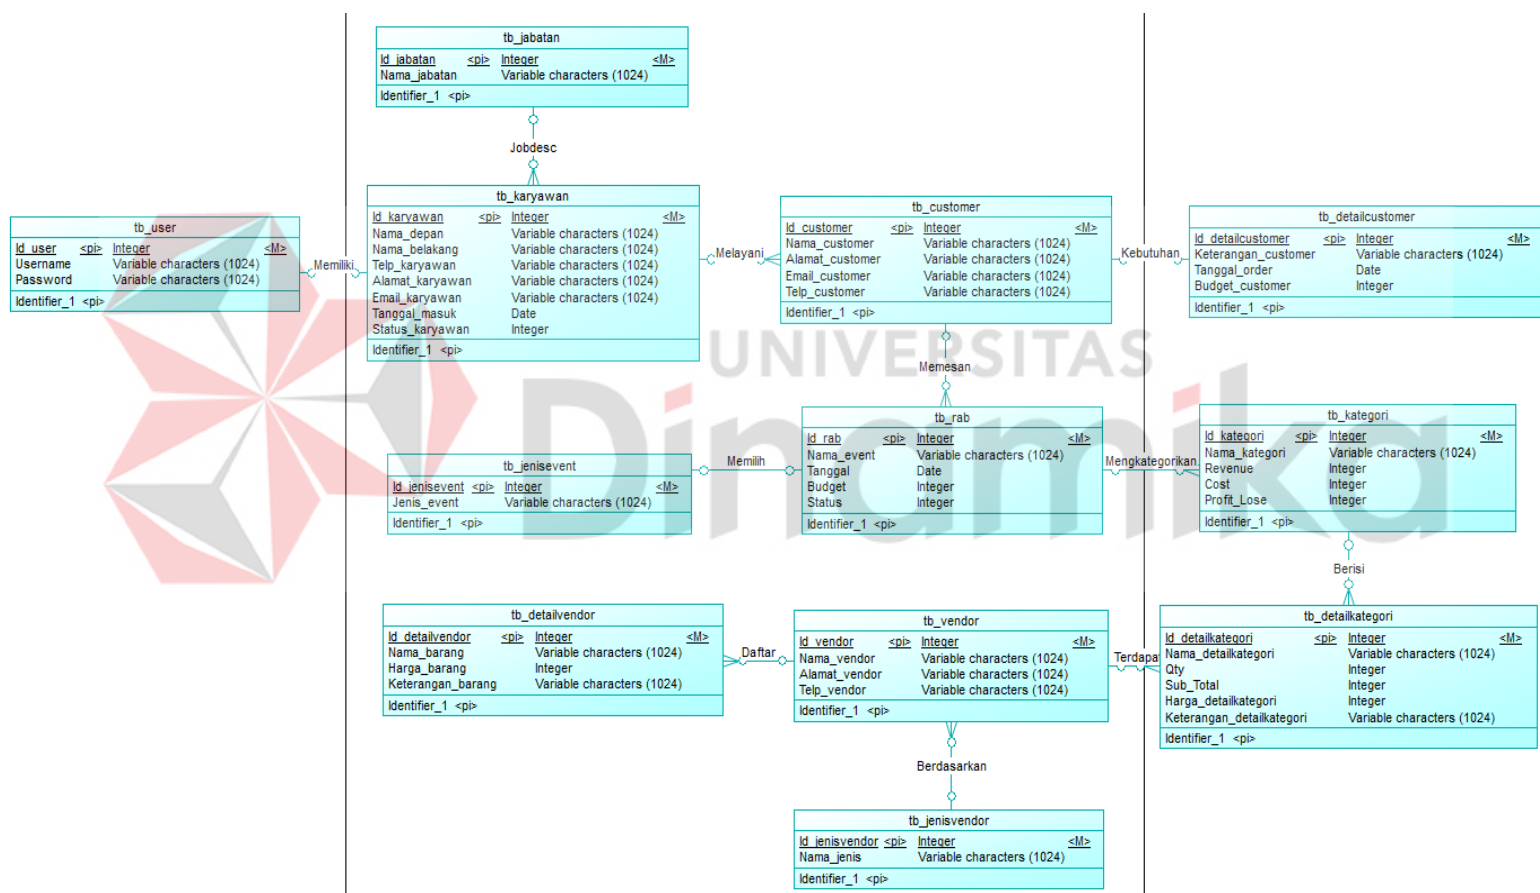 tb_jabatan
Id_jabatan <pi> Integer <M>
Nama_jabatan Variable characters (1024)
Identifier_1 <pi>
Jobdesc
tb_user
Id_user <pi> Integer <M>
Username Variable characters (1024)
Password Variable characters (1024)
Identifier_1 <pi>
Memiliki
tb_karyawan
Id_karyawan <pi> Integer <M>
Nama_depan Variable characters (1024)
Nama_belakang Variable characters (1024)
Telp_karyawan Variable characters (1024)
Alamat_karyawan Variable characters (1024)
Email_karyawan Variable characters (1024)
Tanggal_masuk Date
Status_karyawan Integer
Identifier_1 <pi>
Melayani
tb_customer
Id_customer <pi> Integer <M>
Nama_customer Variable characters (1024)
Alamat_customer Variable characters (1024)
Email_customer Variable characters (1024)
Telp_customer Variable characters (1024)
Identifier_1 <pi>
Kebutuhan
tb_detailcustomer
Id_detailcustomer <pi> Integer <M>
Keterangan_customer Variable characters (1024)
Tanggal_order Date
Budget_customer Integer
Identifier_1 <pi>
UNIVERSITAS
Dinamika
Memesan
tb_jenisevent
Id_jenisevent <pi> Integer <M>
Jenis_event Variable characters (1024)
Identifier_1 <pi>
Memilih
tb_rab
Id_rab <pi> Integer <M>
Nama_event Variable characters (1024)
Tanggal Date
Budget Integer
Status Integer
Identifier_1 <pi>
Mengkategorikan
tb_kategori
Id_kategori <pi> Integer <M>
Nama_kategori Variable characters (1024)
Revenue Integer
Cost Integer
Profit_Lose Integer
Identifier_1 <pi>
Berisi
tb_detailvendor
Id_detailvendor <pi> Integer <M>
Nama_barang Variable characters (1024)
Harga_barang Integer
Keterangan_barang Variable characters (1024)
Identifier_1 <pi>
Daftar
tb_vendor
Id_vendor <pi> Integer <M>
Nama_vendor Variable characters (1024)
Alamat_vendor Variable characters (1024)
Telp_vendor Variable characters (1024)
Identifier_1 <pi>
Terdapat
tb_detailkategori
Id_detailkategori <pi> Integer <M>
Nama_detailkategori Variable characters (1024)
Qty Integer
Sub_Total Integer
Harga_detailkategori Integer
Keterangan_detailkategori Variable characters (1024)
Identifier_1 <pi>
Berdasarkan
tb_jenisvendor
Id_jenisvendor <pi> Integer <M>
Nama_jenis Variable characters (1024)
Identifier_1 <pi>